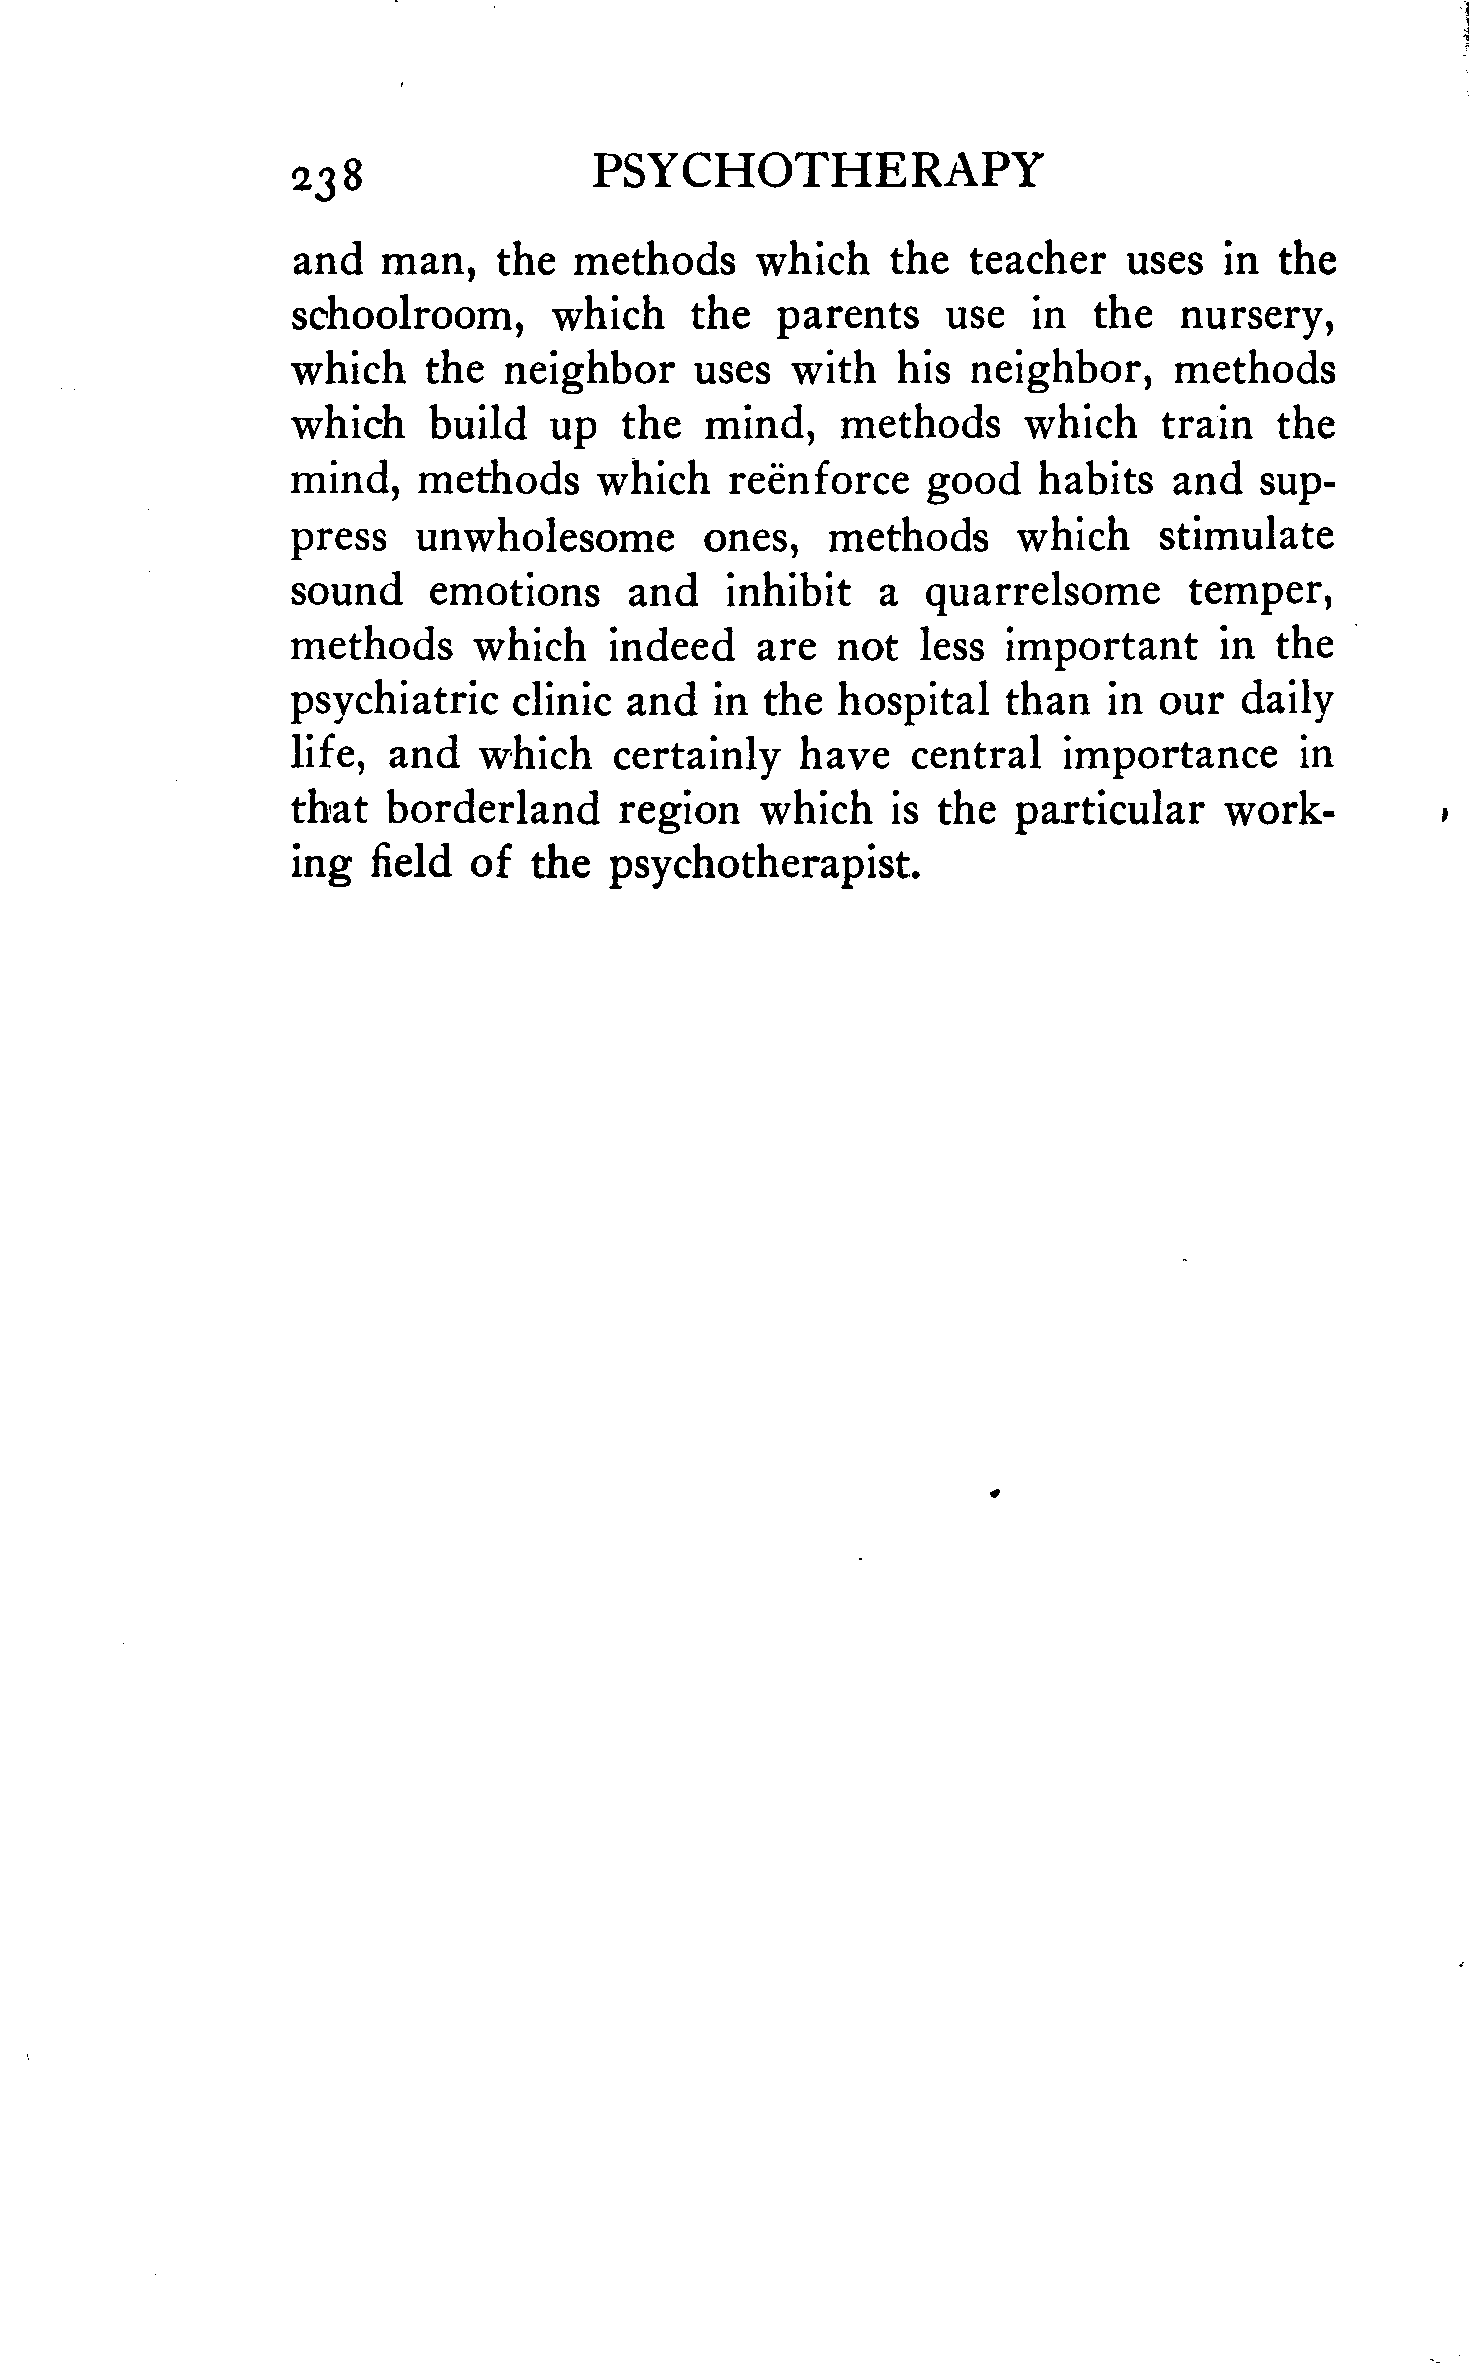 238 PSYCHOTHERAPY
and man, the methods which the teacher uses in the
schoolroom, which the parents use in the nursery,
which the neighbor uses with his neighbor, methods
which build up the mind, methods which train the
mind, methods which reënforce good habits and sup-
press unwholesome ones, methods which stimulate
sound emotions and inhibit a quarrelsome temper,
methods which indeed are not less important in the
psychiatric clinic and in the hospital than in our daily
life, and which certainly have central importance in
that borderland region which is the particular work-
ing field of the psychotherapist.